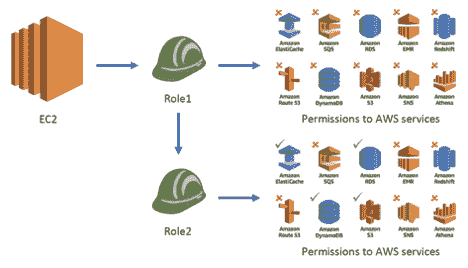 EC2
Role1
Amazon ElastiCache
Amazon SQS
Amazon RDS
Amazon EMR
Amazon Redshift
Amazon Route 53
Amazon DynamoDB
Amazon S3
Amazon SNS
Amazon Athena
Permissions to AWS services
Role2
Amazon ElastiCache
Amazon SQS
Amazon RDS
Amazon EMR
Amazon Redshift
Amazon Route 53
Amazon DynamoDB
Amazon S3
Amazon SNS
Amazon Athena
Permissions to AWS services